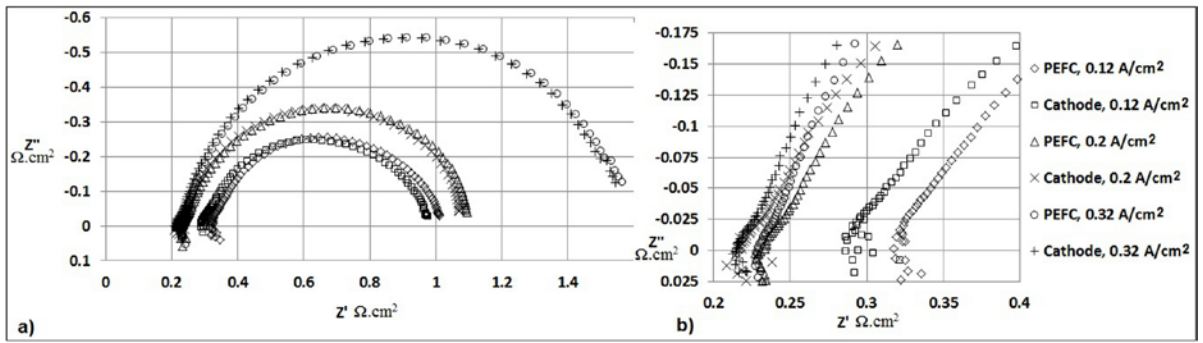 -0.6
-0.5
-0.4
-0.3
-0.2
-0.1
0
0.1
Z''
Ω.cm²
0 0.2 0.4 0.6 0.8 1 1.2 1.4
Z' Ω.cm²
a)
-0.175
-0.15
-0.125
-0.1
-0.075
-0.05
-0.025
0
0.025
Z''
Ω.cm²
0.2 0.25 0.3 0.35 0.4
Z' Ω.cm²
b)
PEFC, 0.12 A/cm²
Cathode, 0.12 A/cm²
PEFC, 0.2 A/cm²
Cathode, 0.2 A/cm²
PEFC, 0.32 A/cm²
Cathode, 0.32 A/cm²